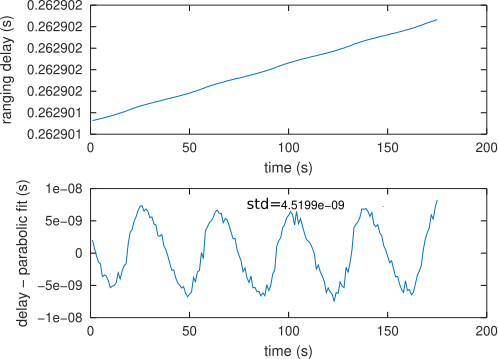 ranging delay (s)
0.262902
0.262902
0.262902
0.262902
0.262902
0.262901
0.262901
0
50
100
150
200
time (s)
delay − parabolic fit (s)
1e−08
5e−09
0
−5e−09
−1e−08
std=4.5199e−09
0
50
100
150
200
time (s)